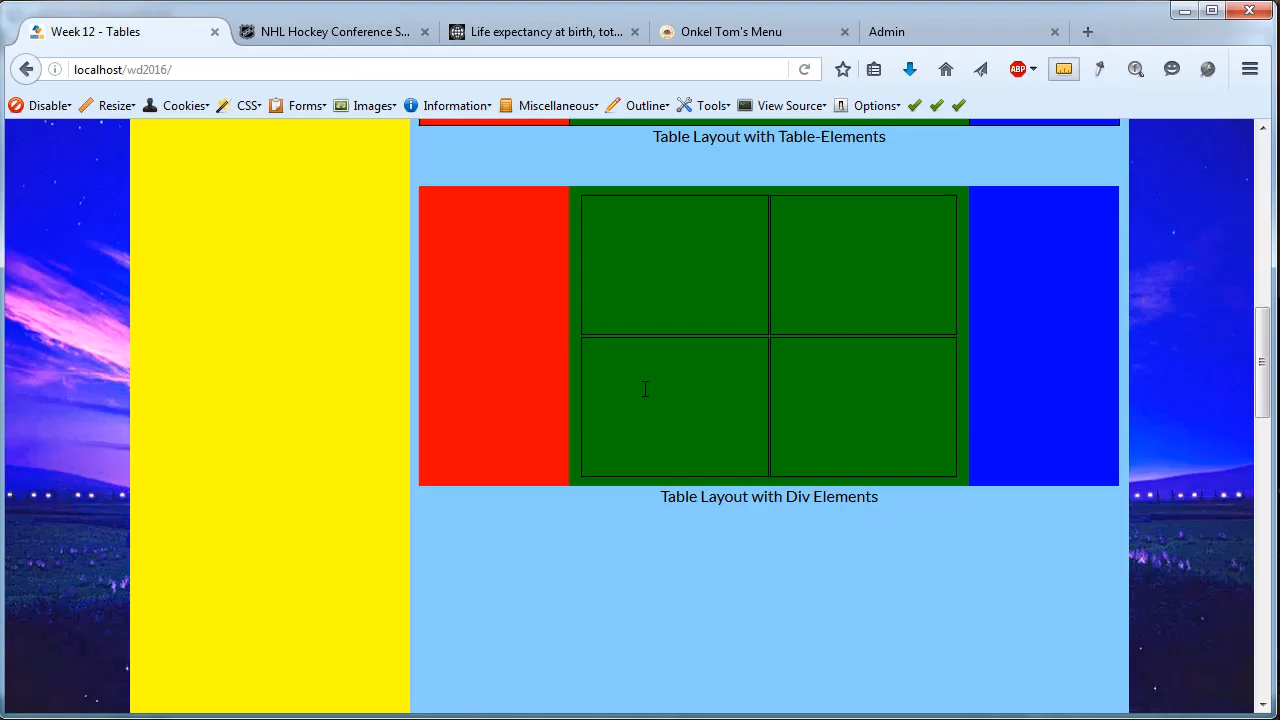 Week 12 - Tables
NHL Hockey Conference S...
Life expectancy at birth, tot...
Onkel Tom's Menu
Admin
localhost/wd2016/
ABP
Disable
Resize
Cookies
CSS
Forms
Images
Information
Miscellaneous
Outline
Tools
View Source
Options
Table Layout with Table-Elements
Table Layout with Div Elements